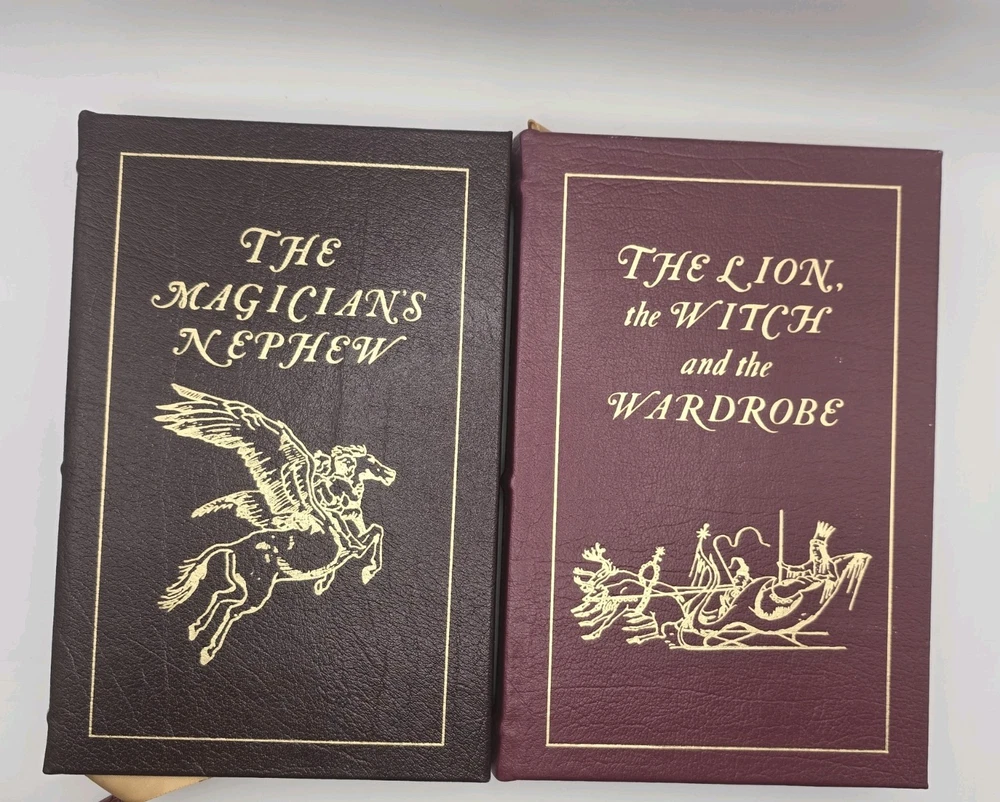 THE
MAGICIAN'S
NEPHEW
THE LION,
the WITCH
and the
WARDROBE